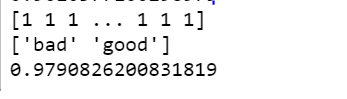 [1 1 1 ... 1 1 1]
['bad' 'good']
0.9790826200831819